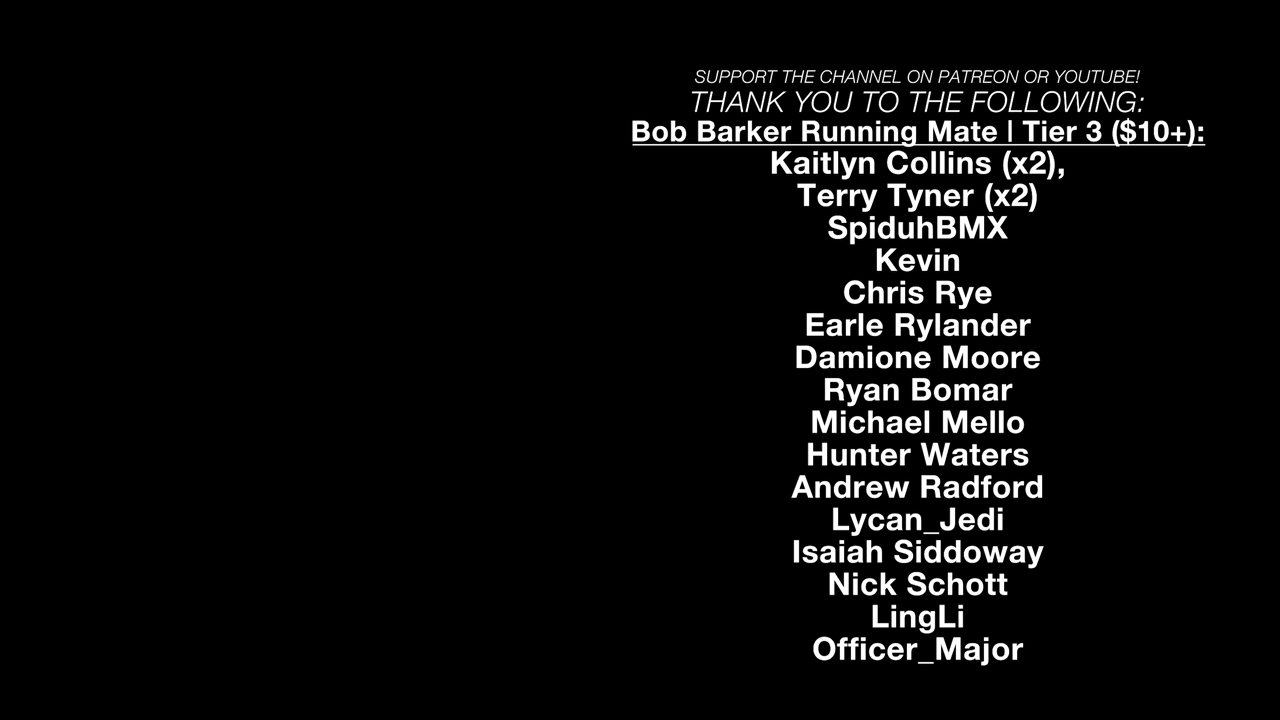 SUPPORT THE CHANNEL ON PATREON OR YOUTUBE!
THANK YOU TO THE FOLLOWING:
Bob Barker Running Mate | Tier 3 ($10+):
Kaitlyn Collins (x2),
Terry Tyner (x2)
SpiduhBMX
Kevin
Chris Rye
Earle Rylander
Damione Moore
Ryan Bomar
Michael Mello
Hunter Waters
Andrew Radford
Lycan_Jedi
Isaiah Siddoway
Nick Schott
LingLi
Officer_Major